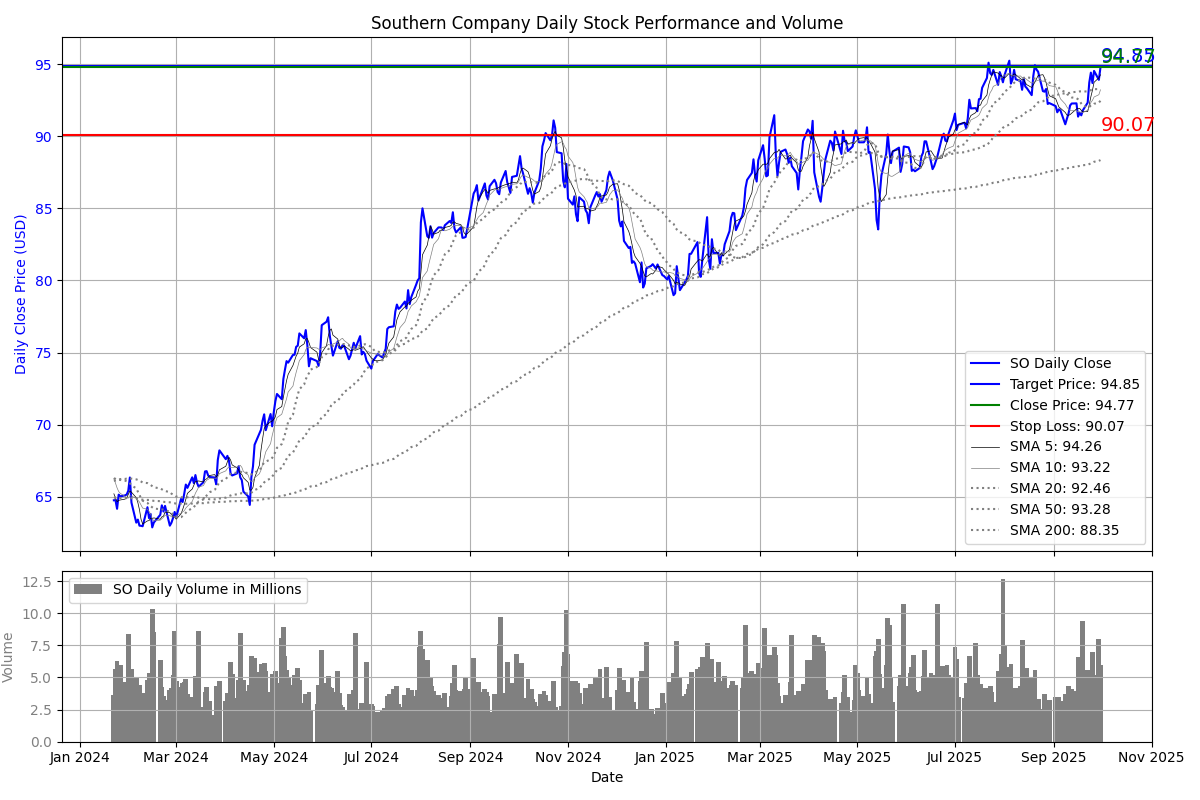 Southern Company Daily Stock Performance and Volume
Daily Close Price (USD)
95
90
85
80
75
70
65
94.85
94.77
90.07
SO Daily Close
Target Price: 94.85
Close Price: 94.77
Stop Loss: 90.07
SMA 5: 94.26
SMA 10: 93.22
SMA 20: 92.46
SMA 50: 93.28
SMA 200: 88.35
Volume
12.5
10.0
7.5
5.0
2.5
0.0
SO Daily Volume in Millions
Jan 2024 Mar 2024 May 2024 Jul 2024 Sep 2024 Nov 2024 Jan 2025 Mar 2025 May 2025 Jul 2025 Sep 2025 Nov 2025
Date